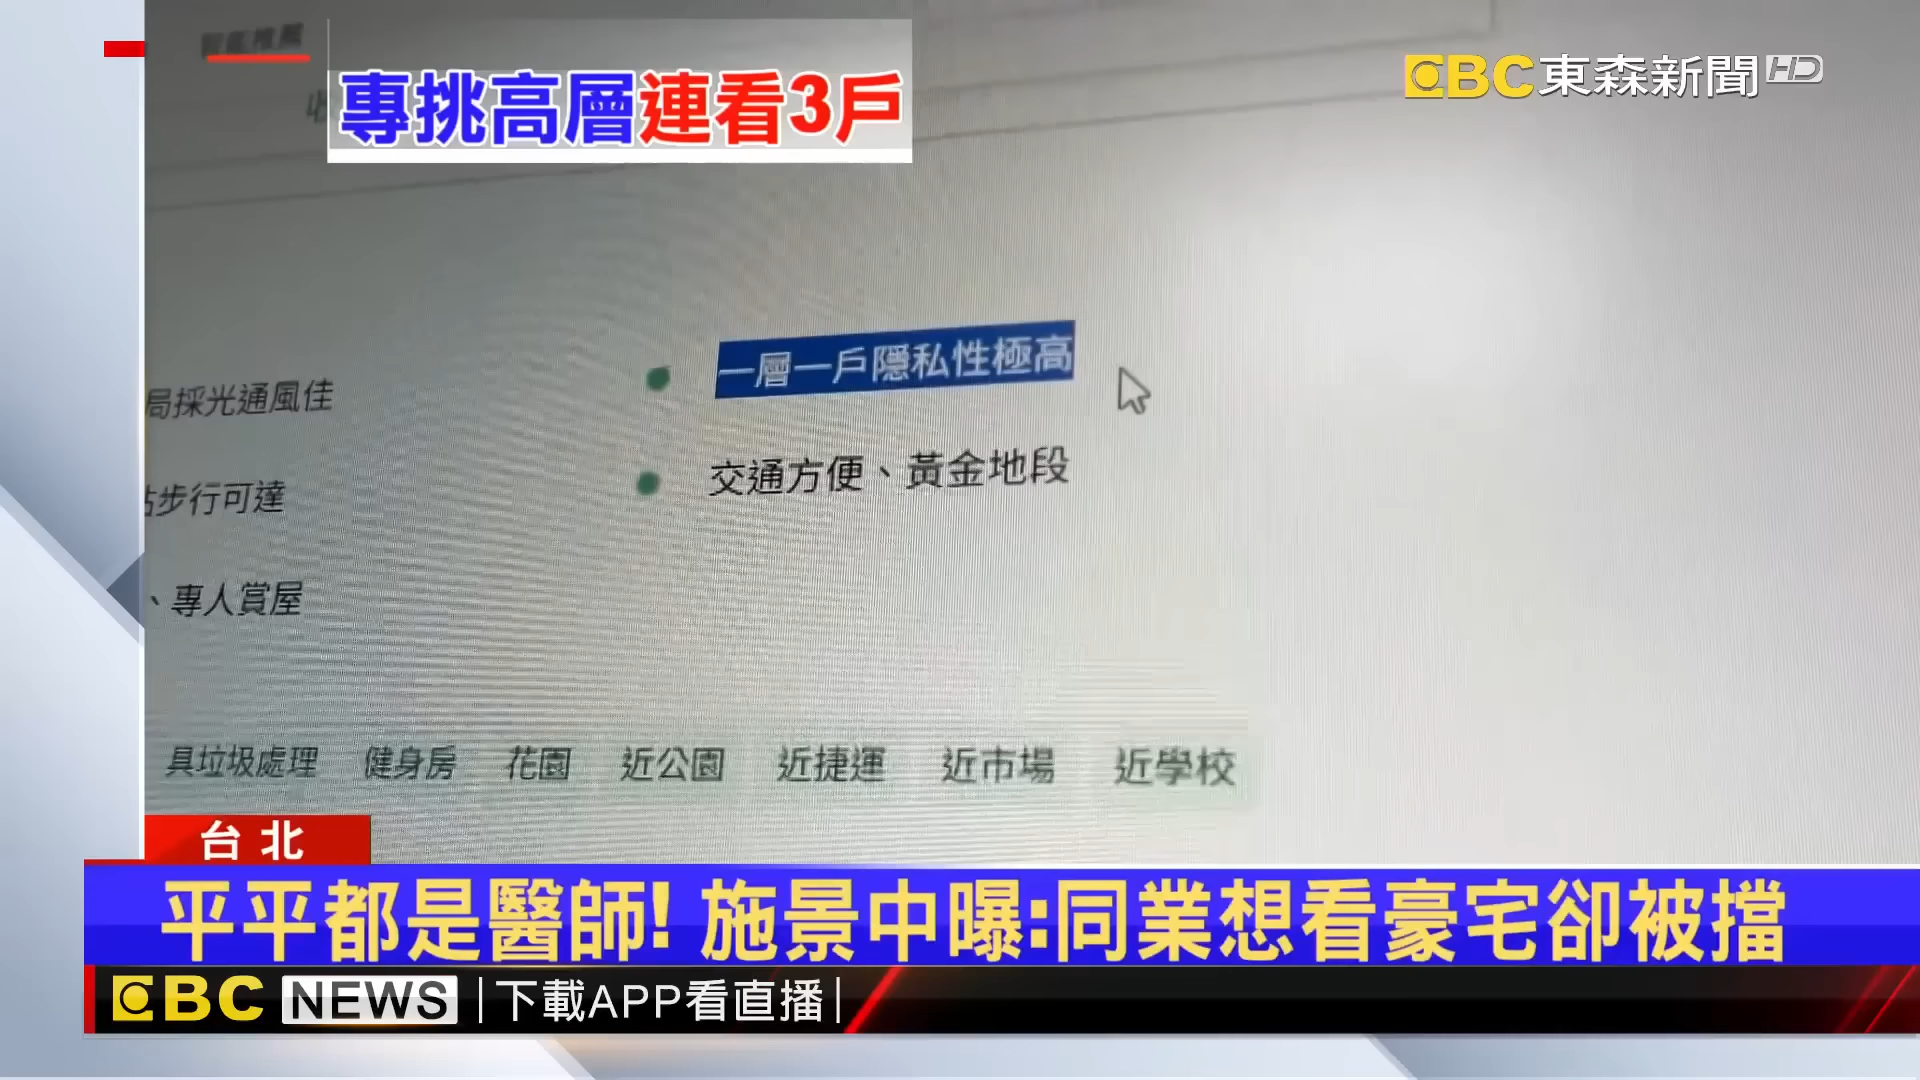 專挑高層連看3戶
EBC東森新聞HD
局採光通風佳
一層一戶隱私性極高
站步行可達
交通方便、黃金地段
、專人賞屋
具垃圾處理 健身房 花園 近公園 近捷運 近市場 近學校
台北
平平都是醫師! 施景中曝:同業想看豪宅卻被擋
EBC NEWS 下載APP看直播